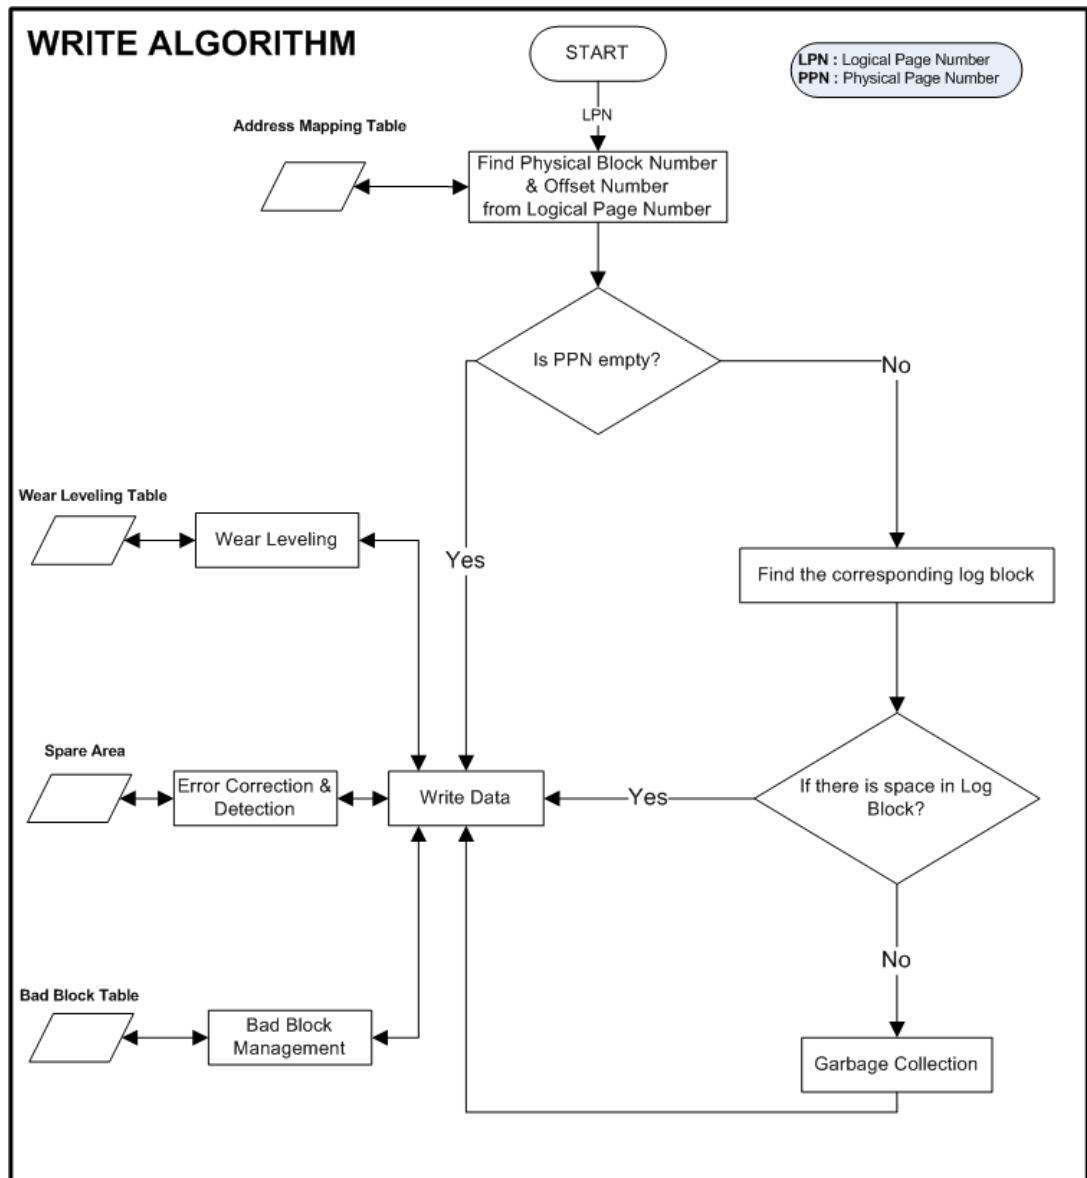 WRITE ALGORITHM
START
LPN : Logical Page Number
PPN : Physical Page Number
LPN
Address Mapping Table
Find Physical Block Number
& Offset Number
from Logical Page Number
Is PPN empty?
No
Wear Leveling Table
Wear Leveling
Yes
Find the corresponding log block
Spare Area
Error Correction &
Detection
Write Data
Yes
If there is space in Log
Block?
No
Bad Block Table
Bad Block
Management
Garbage Collection